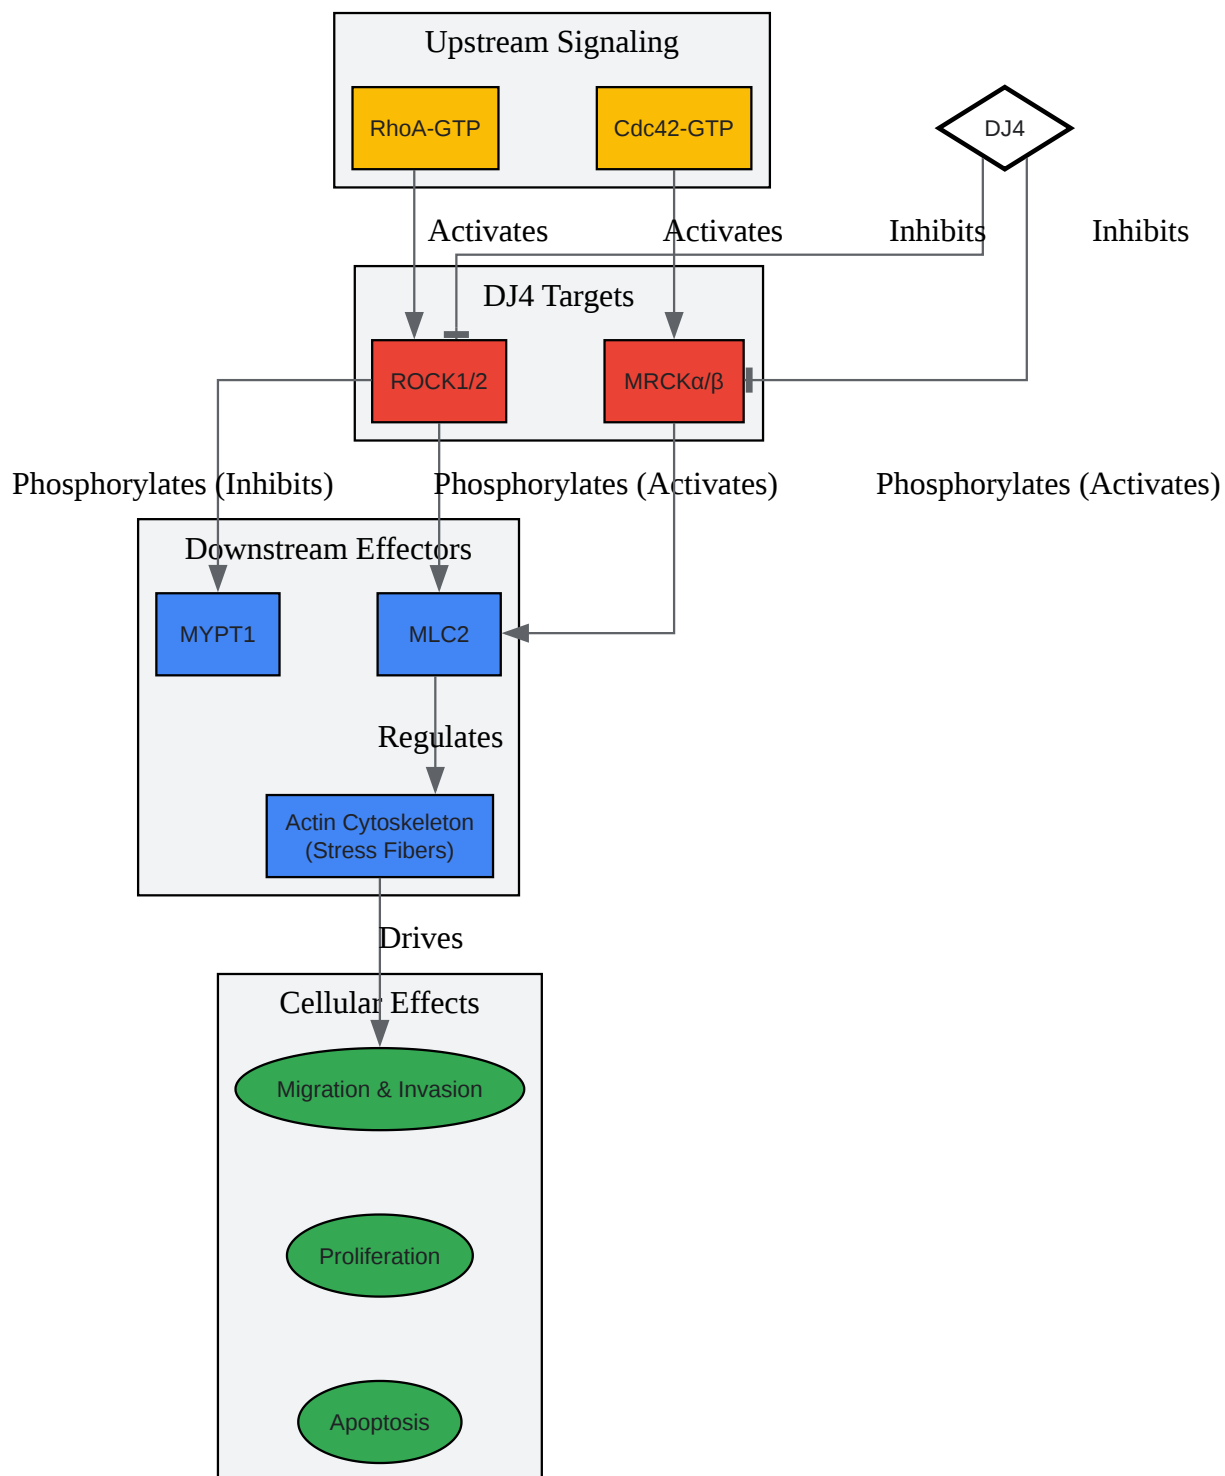 Upstream Signaling
RhoA-GTP
Cdc42-GTP
DJ4
Activates
Activates
Inhibits
Inhibits
DJ4 Targets
ROCK1/2
MRCKα/β
Phosphorylates (Inhibits)
Phosphorylates (Activates)
Phosphorylates (Activates)
Downstream Effectors
MYPT1
MLC2
Regulates
Actin Cytoskeleton
(Stress Fibers)
Drives
Cellular Effects
Migration & Invasion
Proliferation
Apoptosis